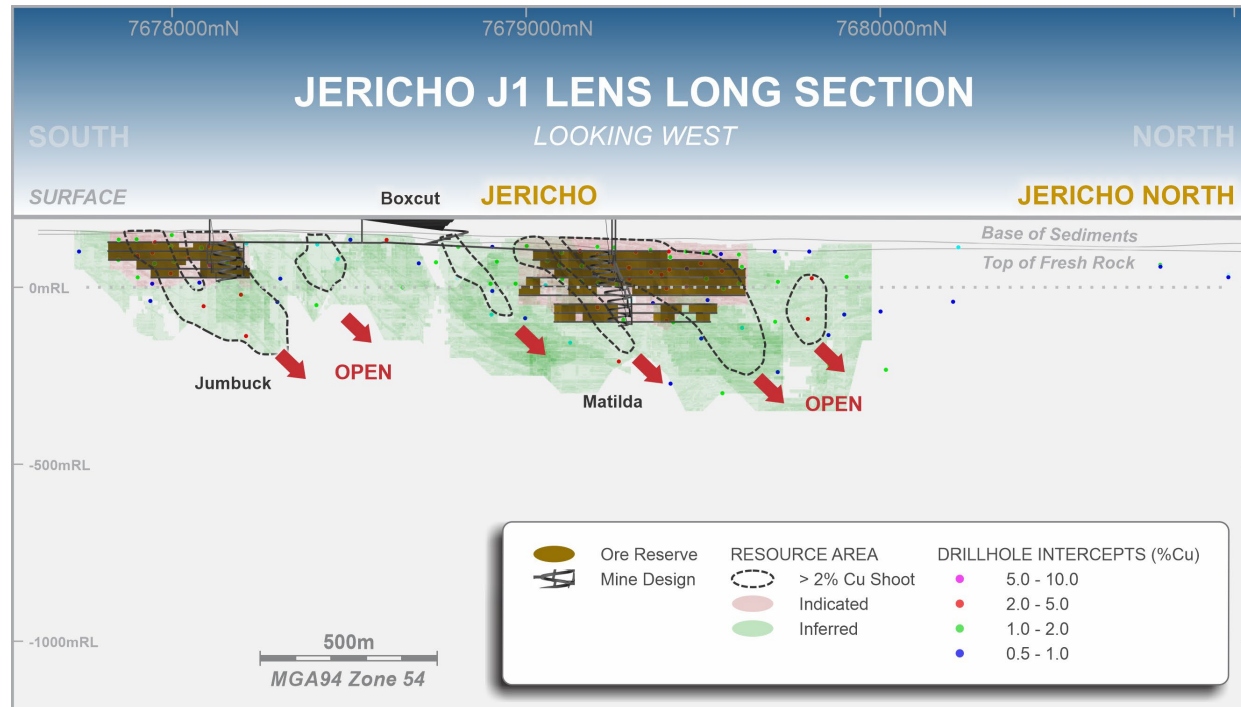 7678000mN 7679000mN 7680000mN
JERICHO J1 LENS LONG SECTION
LOOKING WEST
SOUTH NORTH
SURFACE Boxcut JERICHO JERICHO NORTH
Base of Sediments
Top of Fresh Rock
0mRL
OPEN
Jumbuck
Matilda
OPEN
-500mRL
Ore Reserve
Mine Design
RESOURCE AREA
> 2% Cu Shoot
Indicated
Inferred
DRILLHOLE INTERCEPTS (%Cu)
5.0 - 10.0
2.0 - 5.0
1.0 - 2.0
0.5 - 1.0
-1000mRL
500m
MGA94 Zone 54